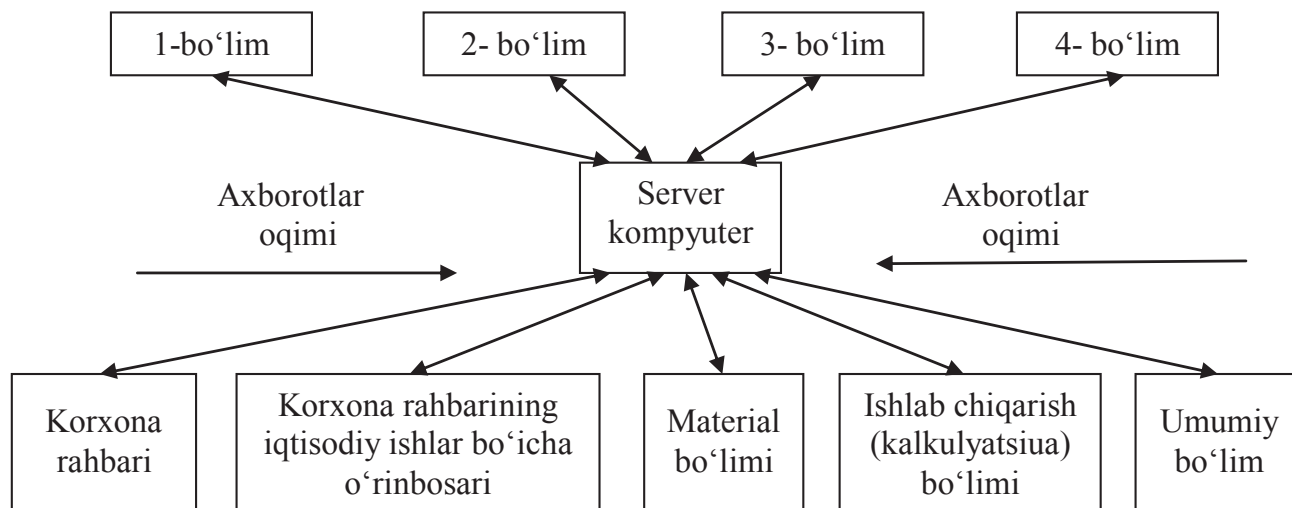 1-bo‘lim
2- bo‘lim
3- bo‘lim
4- bo‘lim
Axborotlar
oqimi
Server
kompyuter
Axborotlar
oqimi
Korxona
rahbari
Korxona rahbarining
iqtisodiy ishlar bo‘icha
o‘rinbosari
Material
bo‘limi
Ishlab chiqarish
(kalkulyatsiua)
bo‘limi
Umumiy
bo‘lim